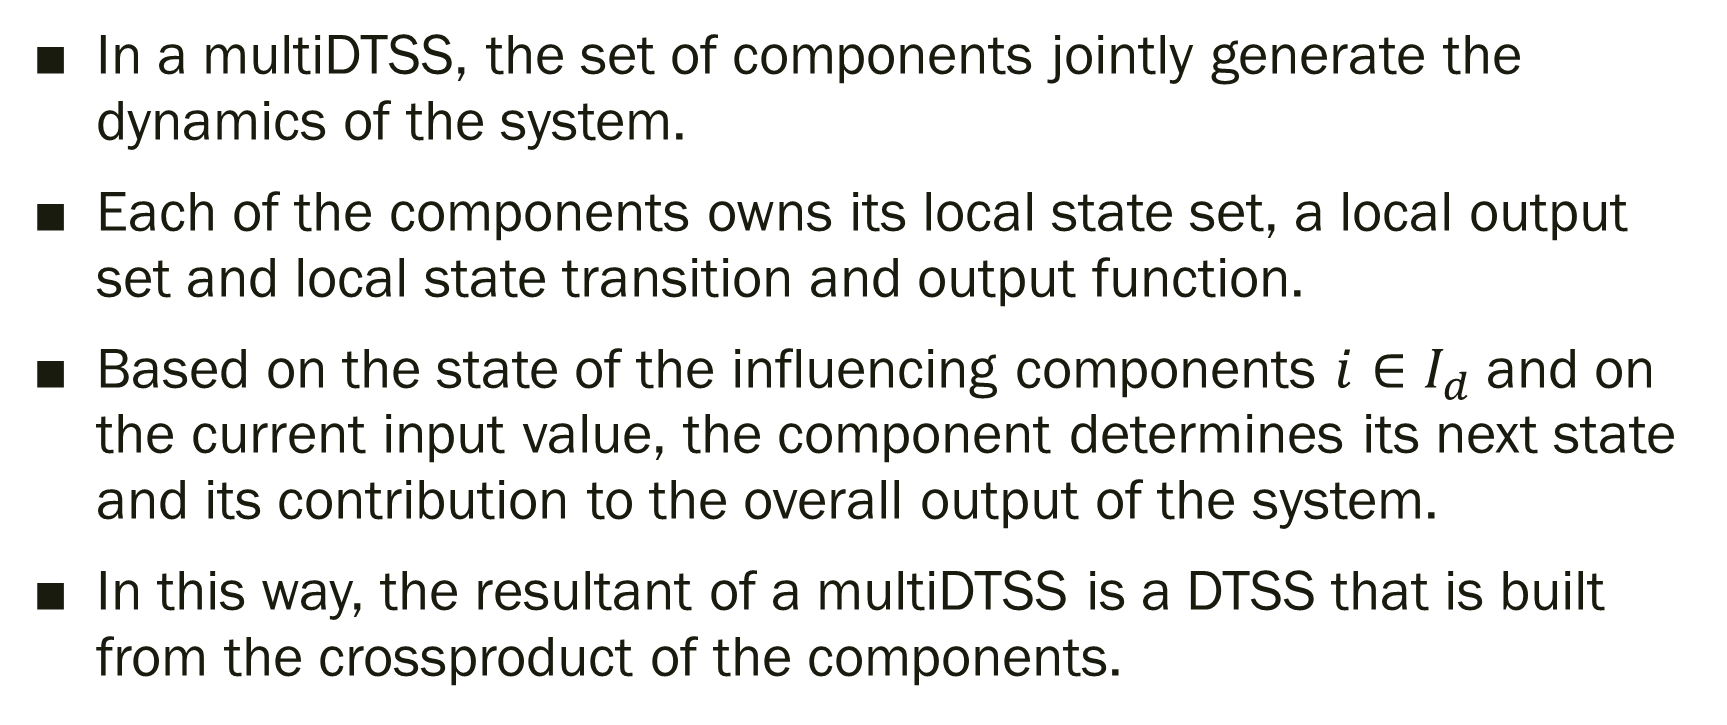 ■ In a multiDTSS, the set of components jointly generate the
dynamics of the system.
■ Each of the components owns its local state set, a local output
set and local state transition and output function.
■ Based on the state of the influencing components 𝑖 ∈ 𝐼_𝑑 and on
the current input value, the component determines its next state
and its contribution to the overall output of the system.
■ In this way, the resultant of a multiDTSS is a DTSS that is built
from the crossproduct of the components.